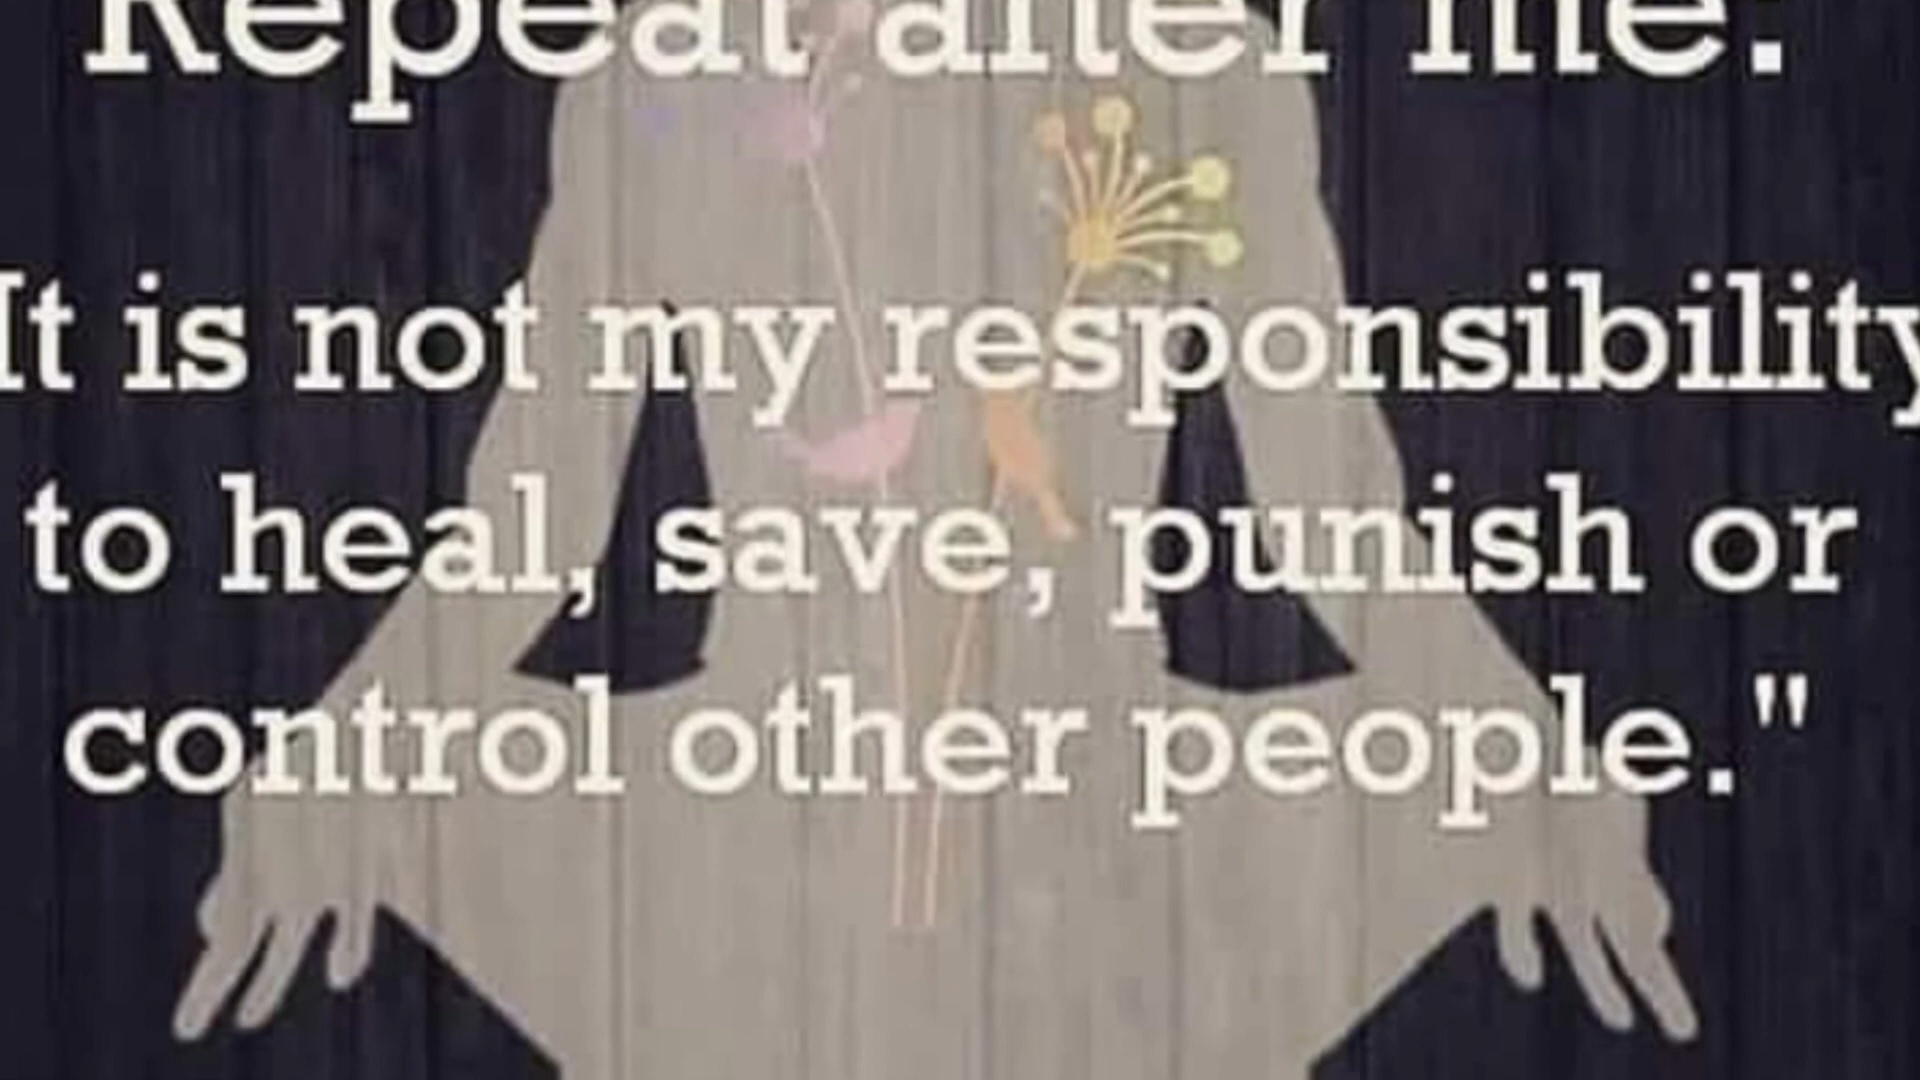 Repeat after me:
It is not my responsibility
to heal, save, punish or
control other people."